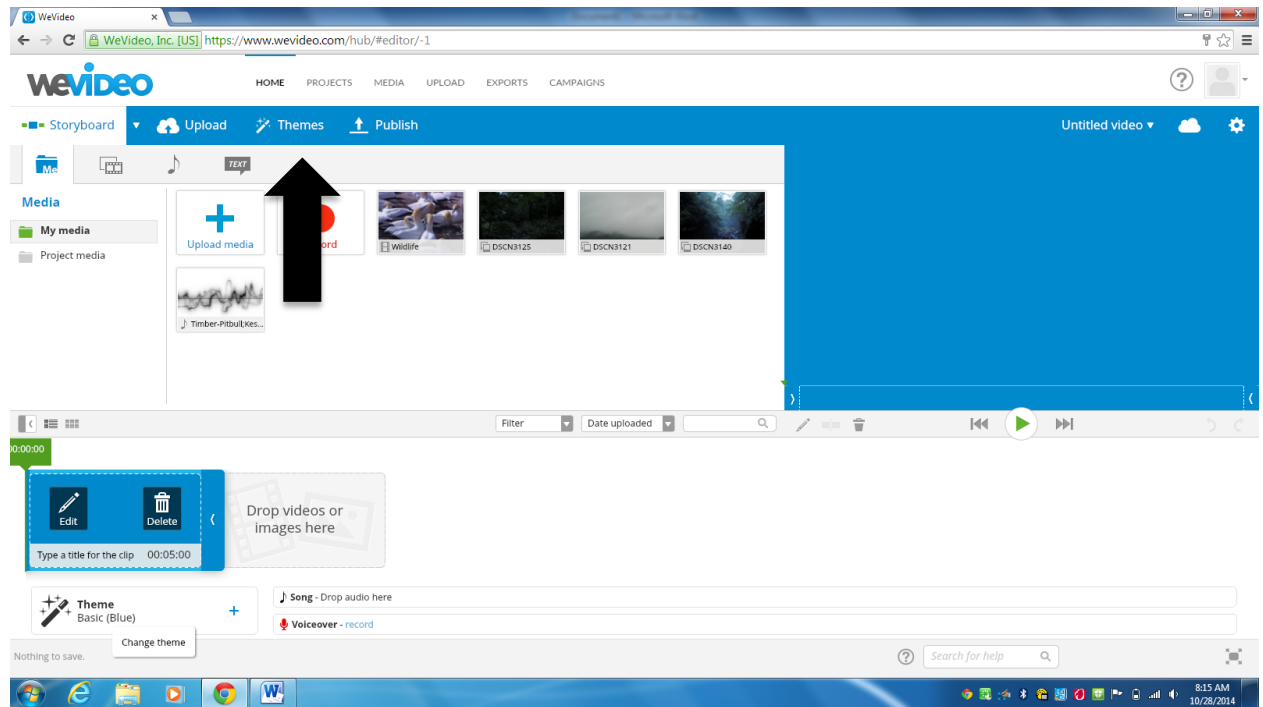 WeVideo
WeVideo, Inc. [US] https://www.wevideo.com/hub/#editor/-1
WeVIDEO
HOME PROJECTS MEDIA UPLOAD EXPORTS CAMPAIGNS
Storyboard Upload Themes Publish Untitled video
Me TEXT
Media
My media
Project media
Upload media
Wildlife DSCN3125 DSCN3121 DSCN3140
Timber-Pitbull;Kes...
Filter Date uploaded
00:00:00
Edit Delete
Drop videos or
images here
Type a title for the clip 00:05:00
Theme
Basic (Blue)
Change theme
Song - Drop audio here
Voiceover - record
Nothing to save. Search for help
8:15 AM
10/28/2014